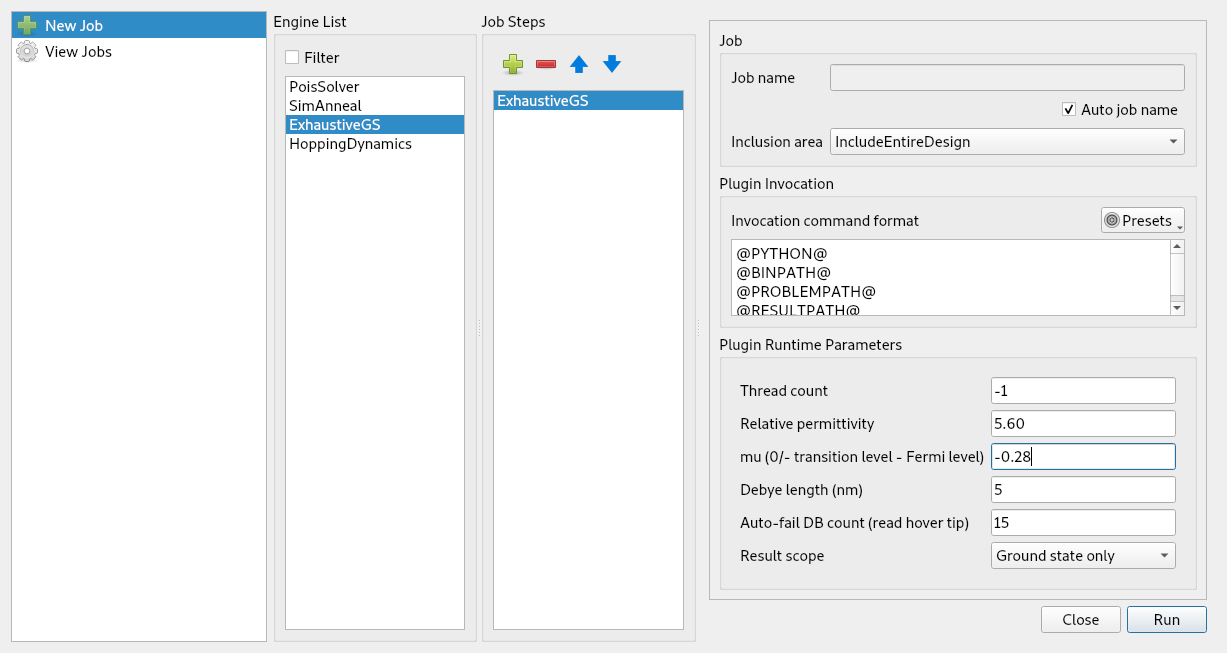 New Job
View Jobs
Engine List
Filter
PoisSolver
SimAnneal
ExhaustiveGS
HoppingDynamics
Job Steps
ExhaustiveGS
Job
Job name
Auto job name
Inclusion area IncludeEntireDesign
Plugin Invocation
Invocation command format Presets
@PYTHON@
@BINPATH@
@PROBLEMPATH@
@RESULTPATH@
Plugin Runtime Parameters
Thread count -1
Relative permittivity 5.60
mu (0/- transition level - Fermi level) -0.28
Debye length (nm) 5
Auto-fail DB count (read hover tip) 15
Result scope Ground state only
Close Run